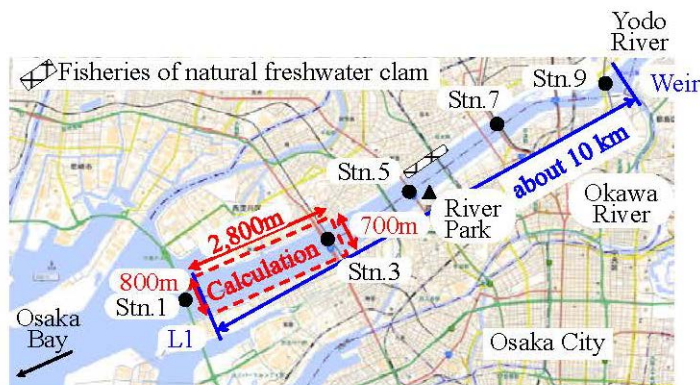 Yodo
River
Fisheries of natural freshwater clam
Stn.9
Weir
Stn.7
Stn.5
about 10 km
Okawa
River
River
Park
2,800m
700m
Calculation
800m
Stn.3
Stn.1
L1
Osaka
Bay
Osaka City